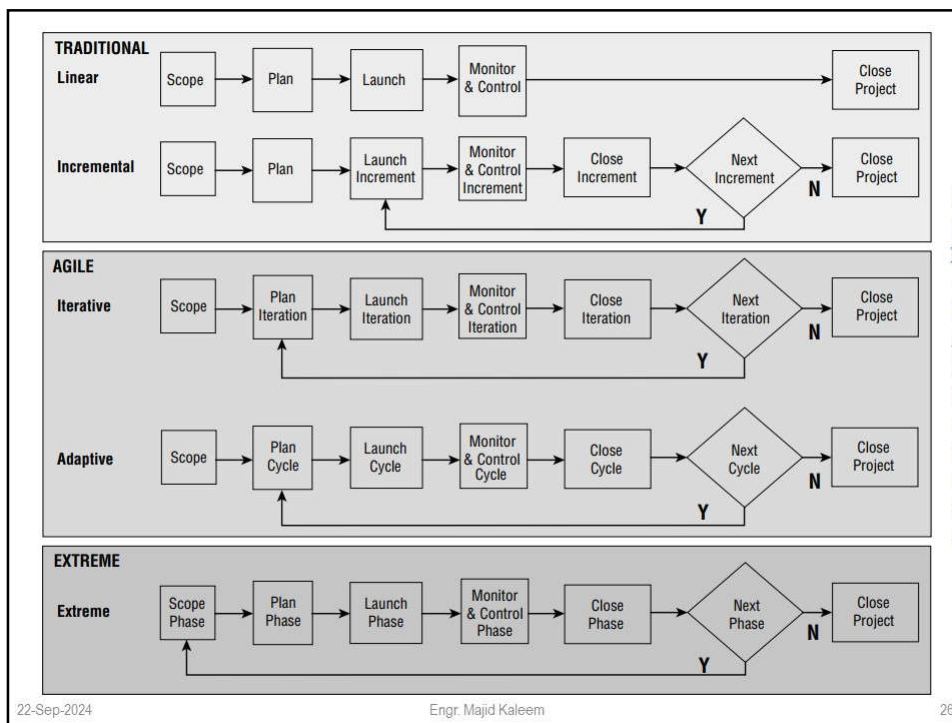 TRADITIONAL
Linear
Scope
Plan
Launch
Monitor
& Control
Close
Project
Incremental
Scope
Plan
Launch
Increment
Monitor
& Control
Increment
Close
Increment
Next
Increment
N
Close
Project
Y
AGILE
Iterative
Scope
Plan
Iteration
Launch
Iteration
Monitor
& Control
Iteration
Close
Iteration
Next
Iteration
N
Close
Project
Y
Adaptive
Scope
Plan
Cycle
Launch
Cycle
Monitor
& Control
Cycle
Close
Cycle
Next
Cycle
N
Close
Project
Y
EXTREME
Extreme
Scope
Phase
Plan
Phase
Launch
Phase
Monitor
& Control
Phase
Close
Phase
Next
Phase
N
Close
Project
Y
22-Sep-2024
Engr. Majid Kaleem